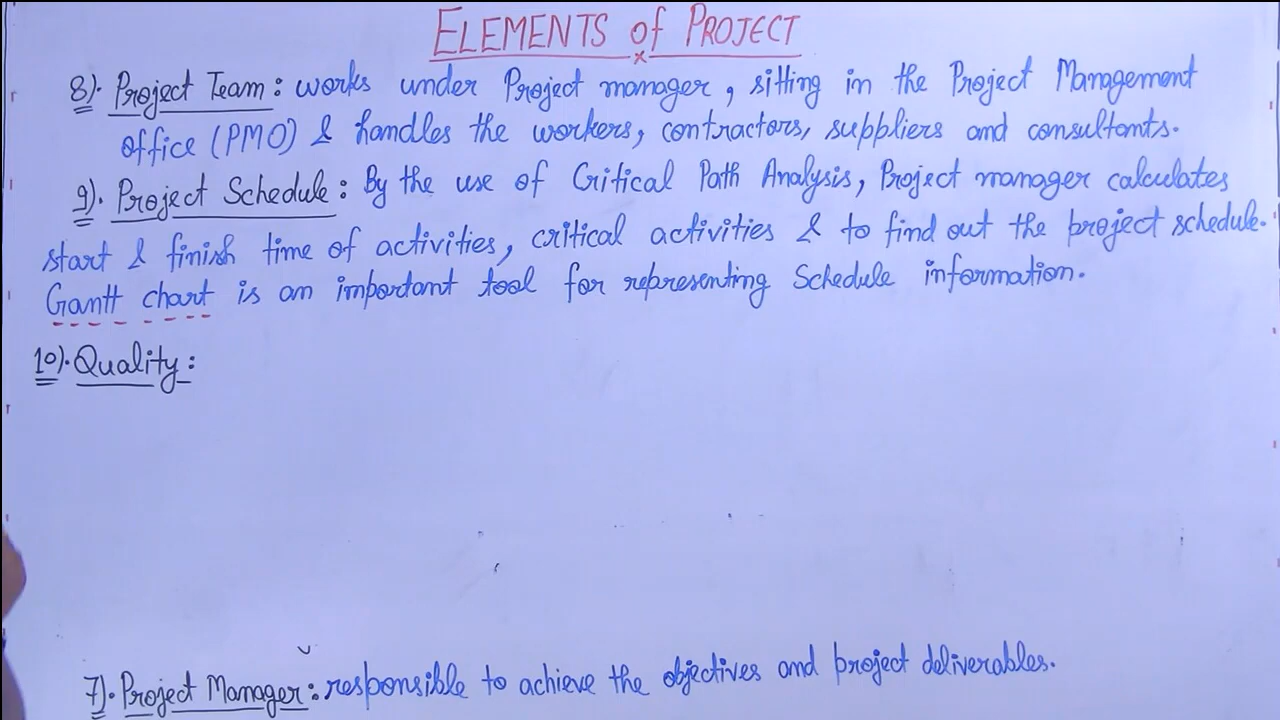 ELEMENTS of PROJECT
8). Project Team: works under Project manager, sitting in the Project Management
office (PMO) & handles the workers, contractors, suppliers and consultants.
9). Project Schedule: By the use of Critical Path Analysis, Project manager calculates
start & finish time of activities, critical activities & to find out the project schedule.
Gantt chart is an important tool for representing Schedule information.
10). Quality:
7). Project Manager: responsible to achieve the objectives and project deliverables.